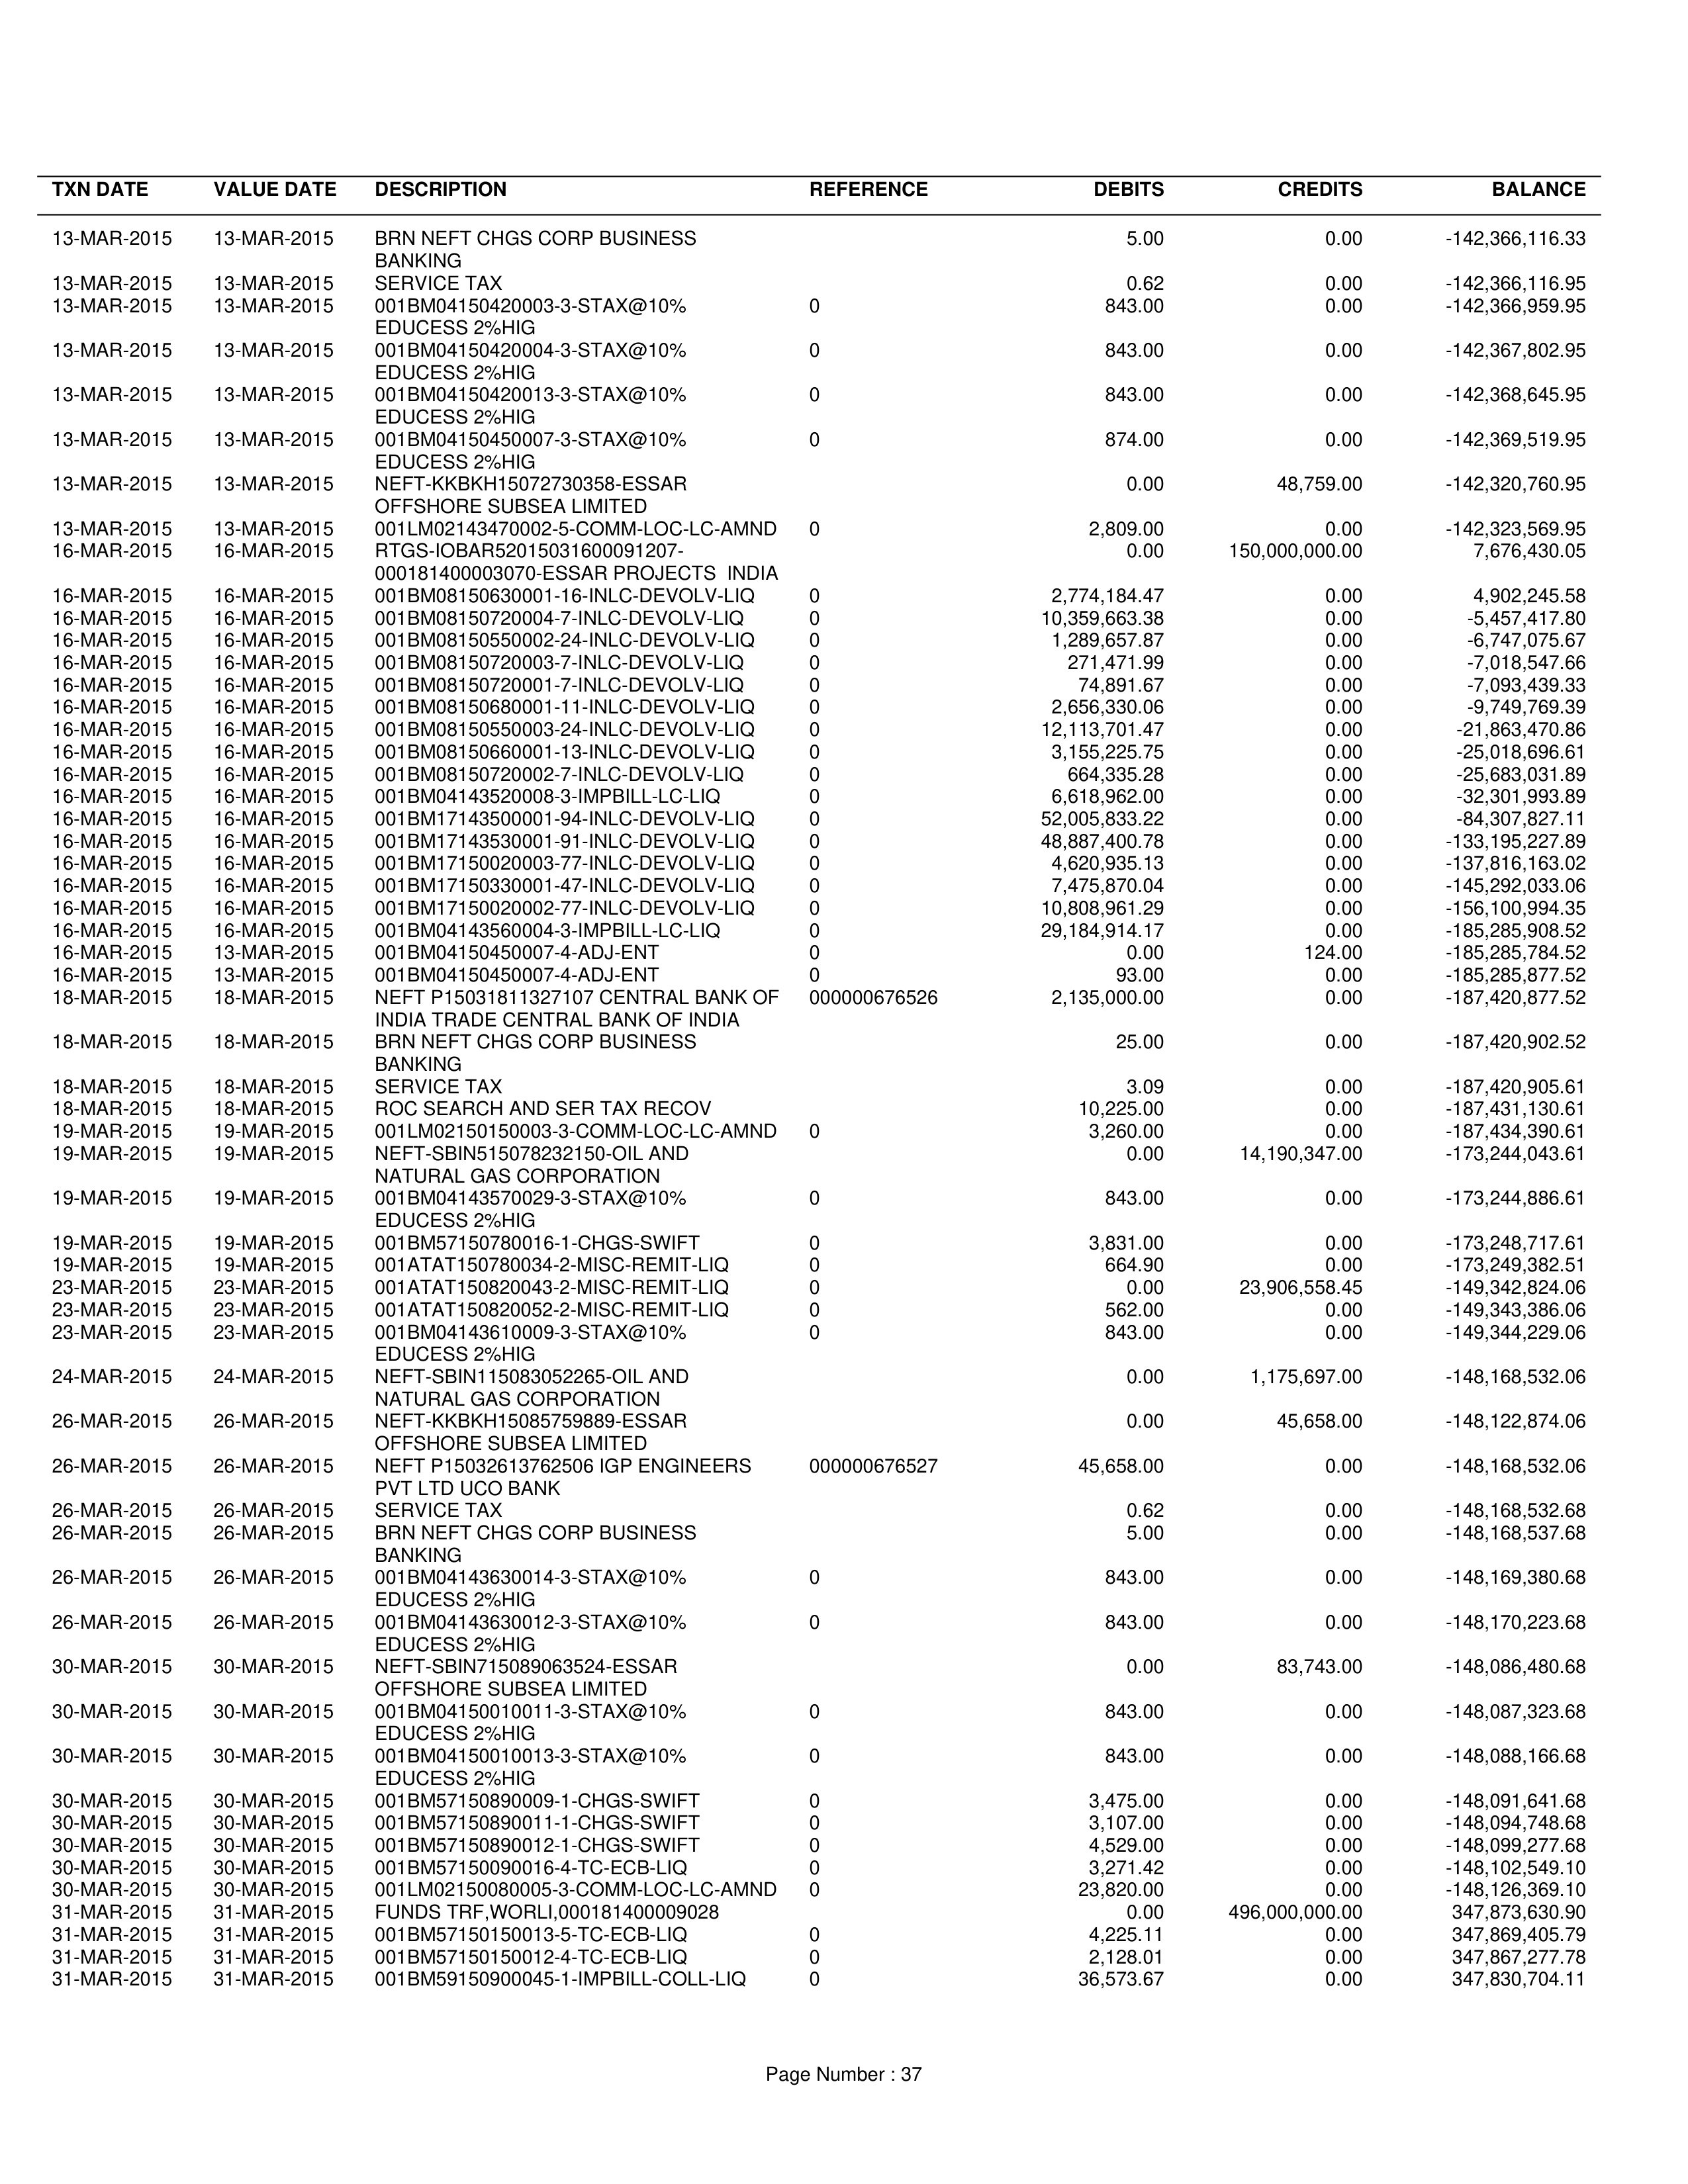 TXN DATE VALUE DATE DESCRIPTION REFERENCE DEBITS CREDITS BALANCE
13-MAR-2015 13-MAR-2015 BRN NEFT CHGS CORP BUSINESS 5.00 0.00 -142,366,116.33
BANKING
13-MAR-2015 13-MAR-2015 SERVICE TAX 0.62 0.00 -142,366,116.95
13-MAR-2015 13-MAR-2015 001BM04150420003-3-STAX@10% 0 843.00 0.00 -142,366,959.95
EDUCESS 2%HIG
13-MAR-2015 13-MAR-2015 001BM04150420004-3-STAX@10% 0 843.00 0.00 -142,367,802.95
EDUCESS 2%HIG
13-MAR-2015 13-MAR-2015 001BM04150420013-3-STAX@10% 0 843.00 0.00 -142,368,645.95
EDUCESS 2%HIG
13-MAR-2015 13-MAR-2015 001BM04150450007-3-STAX@10% 0 874.00 0.00 -142,369,519.95
EDUCESS 2%HIG
13-MAR-2015 13-MAR-2015 NEFT-KKBKH15072730358-ESSAR 0.00 48,759.00 -142,320,760.95
OFFSHORE SUBSEA LIMITED
13-MAR-2015 13-MAR-2015 001LM02143470002-5-COMM-LOC-LC-AMND 0 2,809.00 0.00 -142,323,569.95
16-MAR-2015 16-MAR-2015 RTGS-IOBAR52015031600091207- 0.00 150,000,000.00 7,676,430.05
000181400003070-ESSAR PROJECTS  INDIA
16-MAR-2015 16-MAR-2015 001BM08150630001-16-INLC-DEVOLV-LIQ 0 2,774,184.47 0.00 4,902,245.58
16-MAR-2015 16-MAR-2015 001BM08150720004-7-INLC-DEVOLV-LIQ 0 10,359,663.38 0.00 -5,457,417.80
16-MAR-2015 16-MAR-2015 001BM08150550002-24-INLC-DEVOLV-LIQ 0 1,289,657.87 0.00 -6,747,075.67
16-MAR-2015 16-MAR-2015 001BM08150720003-7-INLC-DEVOLV-LIQ 0 271,471.99 0.00 -7,018,547.66
16-MAR-2015 16-MAR-2015 001BM08150720001-7-INLC-DEVOLV-LIQ 0 74,891.67 0.00 -7,093,439.33
16-MAR-2015 16-MAR-2015 001BM08150680001-11-INLC-DEVOLV-LIQ 0 2,656,330.06 0.00 -9,749,769.39
16-MAR-2015 16-MAR-2015 001BM08150550003-24-INLC-DEVOLV-LIQ 0 12,113,701.47 0.00 -21,863,470.86
16-MAR-2015 16-MAR-2015 001BM08150660001-13-INLC-DEVOLV-LIQ 0 3,155,225.75 0.00 -25,018,696.61
16-MAR-2015 16-MAR-2015 001BM08150720002-7-INLC-DEVOLV-LIQ 0 664,335.28 0.00 -25,683,031.89
16-MAR-2015 16-MAR-2015 001BM04143520008-3-IMPBILL-LC-LIQ 0 6,618,962.00 0.00 -32,301,993.89
16-MAR-2015 16-MAR-2015 001BM17143500001-94-INLC-DEVOLV-LIQ 0 52,005,833.22 0.00 -84,307,827.11
16-MAR-2015 16-MAR-2015 001BM17143530001-91-INLC-DEVOLV-LIQ 0 48,887,400.78 0.00 -133,195,227.89
16-MAR-2015 16-MAR-2015 001BM17150020003-77-INLC-DEVOLV-LIQ 0 4,620,935.13 0.00 -137,816,163.02
16-MAR-2015 16-MAR-2015 001BM17150330001-47-INLC-DEVOLV-LIQ 0 7,475,870.04 0.00 -145,292,033.06
16-MAR-2015 16-MAR-2015 001BM17150020002-77-INLC-DEVOLV-LIQ 0 10,808,961.29 0.00 -156,100,994.35
16-MAR-2015 16-MAR-2015 001BM04143560004-3-IMPBILL-LC-LIQ 0 29,184,914.17 0.00 -185,285,908.52
16-MAR-2015 13-MAR-2015 001BM04150450007-4-ADJ-ENT 0 0.00 124.00 -185,285,784.52
16-MAR-2015 13-MAR-2015 001BM04150450007-4-ADJ-ENT 0 93.00 0.00 -185,285,877.52
18-MAR-2015 18-MAR-2015 NEFT P15031811327107 CENTRAL BANK OF 000000676526 2,135,000.00 0.00 -187,420,877.52
INDIA TRADE CENTRAL BANK OF INDIA
18-MAR-2015 18-MAR-2015 BRN NEFT CHGS CORP BUSINESS 25.00 0.00 -187,420,902.52
BANKING
18-MAR-2015 18-MAR-2015 SERVICE TAX 3.09 0.00 -187,420,905.61
18-MAR-2015 18-MAR-2015 ROC SEARCH AND SER TAX RECOV 10,225.00 0.00 -187,431,130.61
19-MAR-2015 19-MAR-2015 001LM02150150003-3-COMM-LOC-LC-AMND 0 3,260.00 0.00 -187,434,390.61
19-MAR-2015 19-MAR-2015 NEFT-SBIN515078232150-OIL AND 0.00 14,190,347.00 -173,244,043.61
NATURAL GAS CORPORATION
19-MAR-2015 19-MAR-2015 001BM04143570029-3-STAX@10% 0 843.00 0.00 -173,244,886.61
EDUCESS 2%HIG
19-MAR-2015 19-MAR-2015 001BM57150780016-1-CHGS-SWIFT 0 3,831.00 0.00 -173,248,717.61
19-MAR-2015 19-MAR-2015 001ATAT150780034-2-MISC-REMIT-LIQ 0 664.90 0.00 -173,249,382.51
23-MAR-2015 23-MAR-2015 001ATAT150820043-2-MISC-REMIT-LIQ 0 0.00 23,906,558.45 -149,342,824.06
23-MAR-2015 23-MAR-2015 001ATAT150820052-2-MISC-REMIT-LIQ 0 562.00 0.00 -149,343,386.06
23-MAR-2015 23-MAR-2015 001BM04143610009-3-STAX@10% 0 843.00 0.00 -149,344,229.06
EDUCESS 2%HIG
24-MAR-2015 24-MAR-2015 NEFT-SBIN115083052265-OIL AND 0.00 1,175,697.00 -148,168,532.06
NATURAL GAS CORPORATION
26-MAR-2015 26-MAR-2015 NEFT-KKBKH15085759889-ESSAR 0.00 45,658.00 -148,122,874.06
OFFSHORE SUBSEA LIMITED
26-MAR-2015 26-MAR-2015 NEFT P15032613762506 IGP ENGINEERS 000000676527 45,658.00 0.00 -148,168,532.06
PVT LTD UCO BANK
26-MAR-2015 26-MAR-2015 SERVICE TAX 0.62 0.00 -148,168,532.68
26-MAR-2015 26-MAR-2015 BRN NEFT CHGS CORP BUSINESS 5.00 0.00 -148,168,537.68
BANKING
26-MAR-2015 26-MAR-2015 001BM04143630014-3-STAX@10% 0 843.00 0.00 -148,169,380.68
EDUCESS 2%HIG
26-MAR-2015 26-MAR-2015 001BM04143630012-3-STAX@10% 0 843.00 0.00 -148,170,223.68
EDUCESS 2%HIG
30-MAR-2015 30-MAR-2015 NEFT-SBIN715089063524-ESSAR 0.00 83,743.00 -148,086,480.68
OFFSHORE SUBSEA LIMITED
30-MAR-2015 30-MAR-2015 001BM04150010011-3-STAX@10% 0 843.00 0.00 -148,087,323.68
EDUCESS 2%HIG
30-MAR-2015 30-MAR-2015 001BM04150010013-3-STAX@10% 0 843.00 0.00 -148,088,166.68
EDUCESS 2%HIG
30-MAR-2015 30-MAR-2015 001BM57150890009-1-CHGS-SWIFT 0 3,475.00 0.00 -148,091,641.68
30-MAR-2015 30-MAR-2015 001BM57150890011-1-CHGS-SWIFT 0 3,107.00 0.00 -148,094,748.68
30-MAR-2015 30-MAR-2015 001BM57150890012-1-CHGS-SWIFT 0 4,529.00 0.00 -148,099,277.68
30-MAR-2015 30-MAR-2015 001BM57150090016-4-TC-ECB-LIQ 0 3,271.42 0.00 -148,102,549.10
30-MAR-2015 30-MAR-2015 001LM02150080005-3-COMM-LOC-LC-AMND 0 23,820.00 0.00 -148,126,369.10
31-MAR-2015 31-MAR-2015 FUNDS TRF,WORLI,000181400009028 0.00 496,000,000.00 347,873,630.90
31-MAR-2015 31-MAR-2015 001BM57150150013-5-TC-ECB-LIQ 0 4,225.11 0.00 347,869,405.79
31-MAR-2015 31-MAR-2015 001BM57150150012-4-TC-ECB-LIQ 0 2,128.01 0.00 347,867,277.78
31-MAR-2015 31-MAR-2015 001BM59150900045-1-IMPBILL-COLL-LIQ 0 36,573.67 0.00 347,830,704.11
Page Number : 37